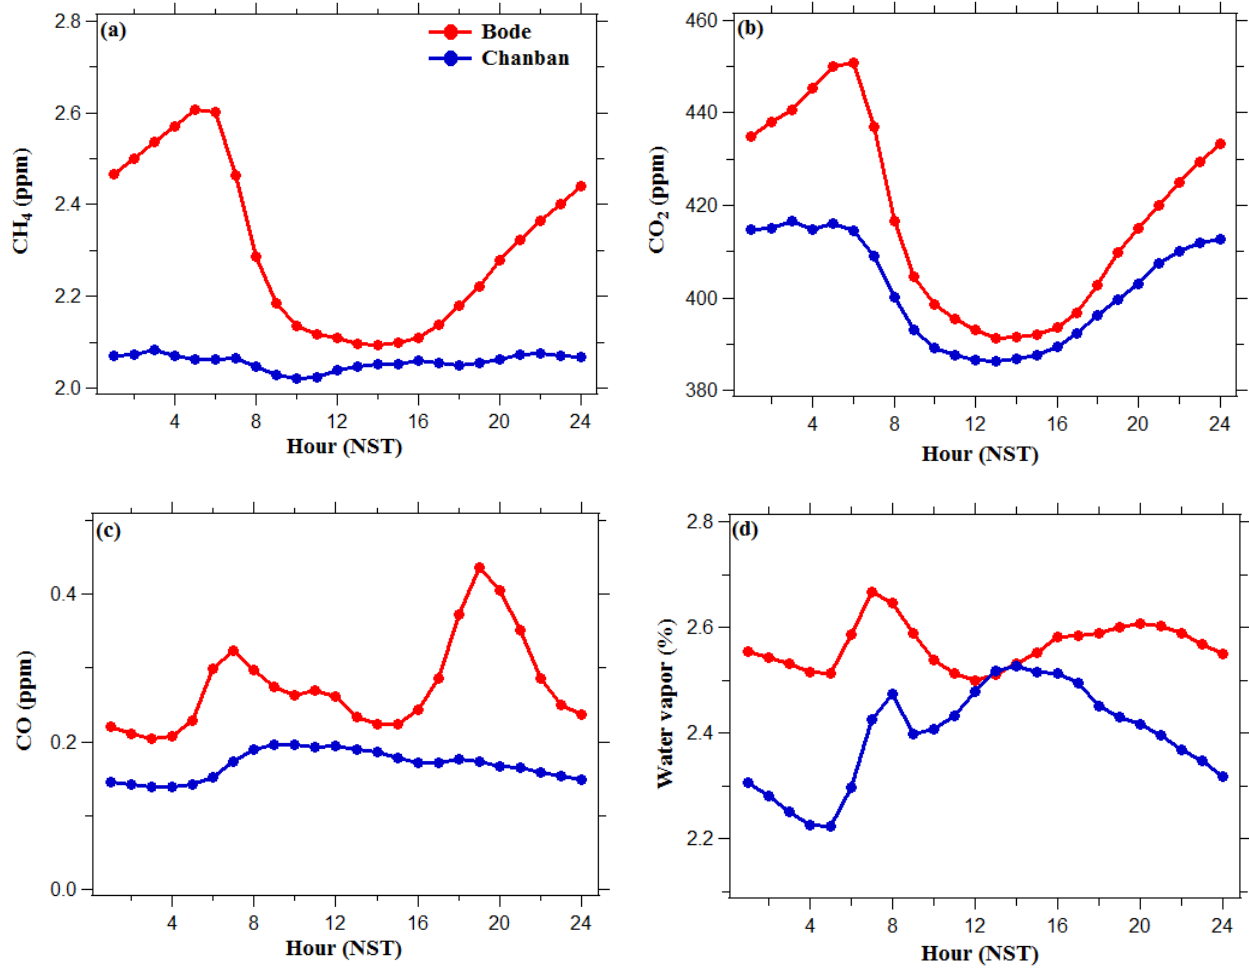 (a)
Bode
Chanban
2.8
2.6
2.4
2.2
2.0
CH4 (ppm)
4 8 12 16 20 24
Hour (NST)
(b)
460
440
420
400
380
CO2 (ppm)
4 8 12 16 20 24
Hour (NST)
(c)
0.4
0.2
0.0
CO (ppm)
4 8 12 16 20 24
Hour (NST)
(d)
2.8
2.6
2.4
2.2
Water vapor (%)
4 8 12 16 20 24
Hour (NST)